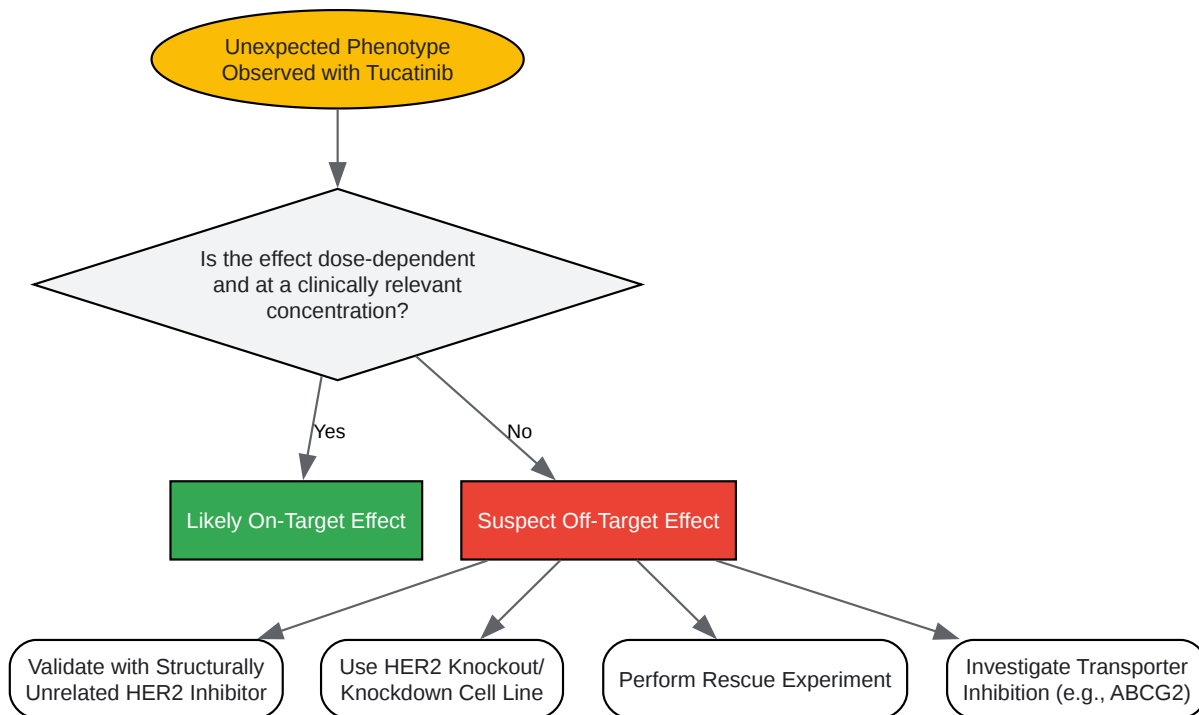 Unexpected Phenotype
Observed with Tucatinib
Is the effect dose-dependent
and at a clinically relevant
concentration?
Yes
No
Likely On-Target Effect
Suspect Off-Target Effect
Validate with Structurally
Unrelated HER2 Inhibitor
Use HER2 Knockout/
Knockdown Cell Line
Perform Rescue Experiment
Investigate Transporter
Inhibition (e.g., ABCG2)